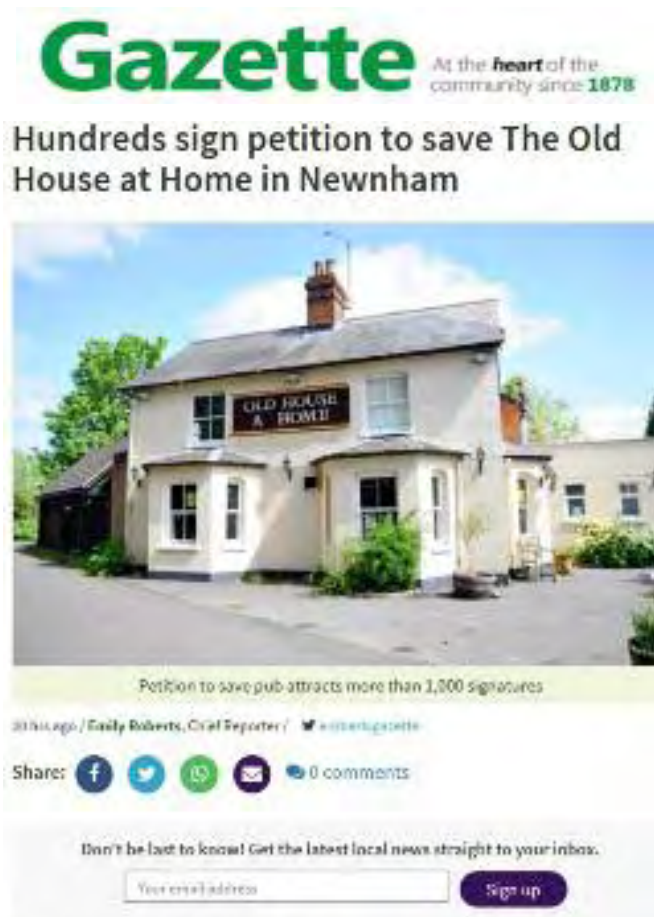 Gazette
At the heart of the
community since 1878
Hundreds sign petition to save The Old
House at Home in Newnham
OLD HOUSE
HOME
Petition to save pub attracts more than 1,000 signatures
hrs ago / Emily Roberts, Chief Reporter /
Share:
0 comments
Don't be last to know! Get the latest local news straight to your inbox.
Your email address
Sign up